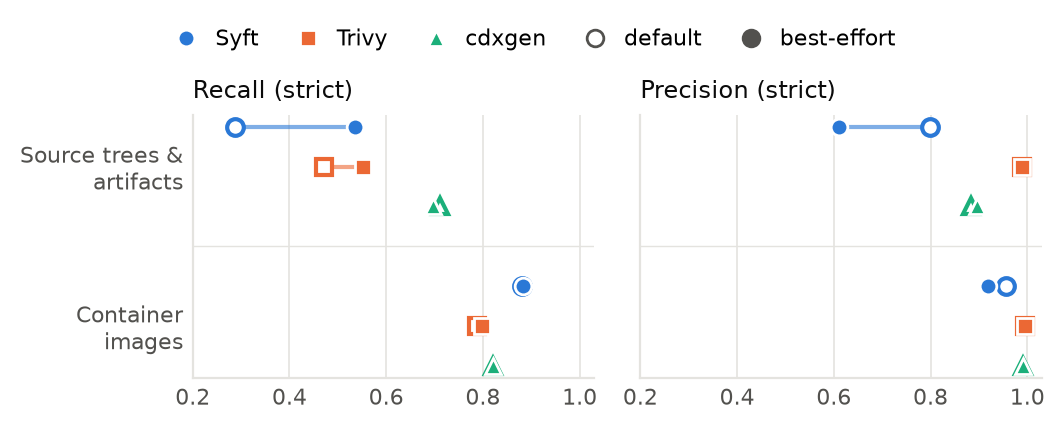 Syft Trivy cdxgen default best-effort
Recall (strict) Precision (strict)
Source trees &
artifacts
Container
images
0.2 0.4 0.6 0.8 1.0 0.2 0.4 0.6 0.8 1.0